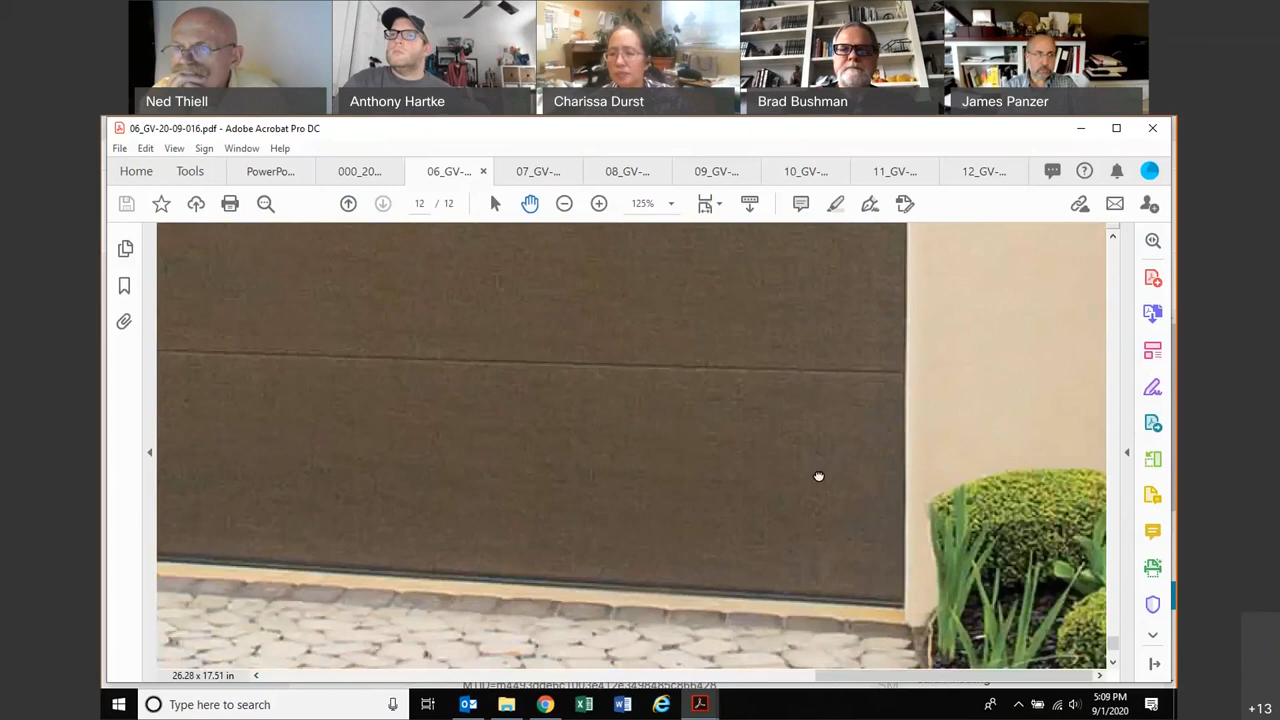 Ned Thiell
Anthony Hartke
Charissa Durst
Brad Bushman
James Panzer
06_GV-20-09-016.pdf - Adobe Acrobat Pro DC
File Edit View Sign Window Help
Home Tools PowerPo... 000_20... 06_GV-... × 07_GV-... 08_GV-... 09_GV-... 10_GV-... 11_GV-... 12_GV-...
12 / 12 125%
26.28 x 17.51 in
Type here to search
5:09 PM
9/1/2020
+13